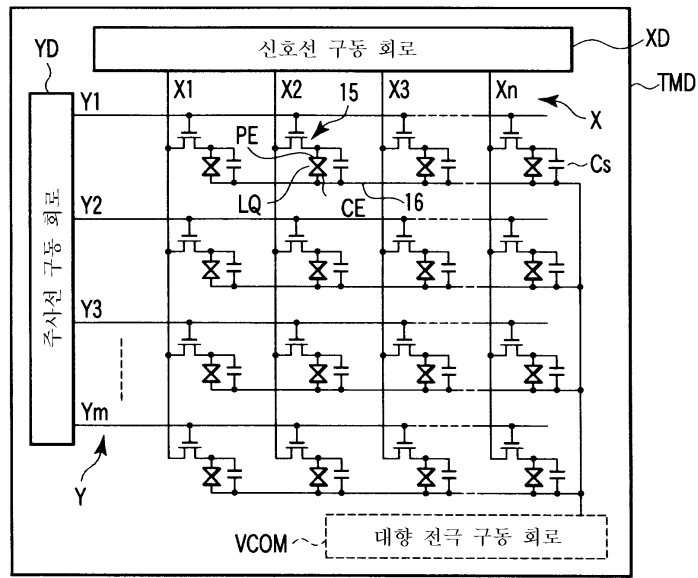 YD
신호선 구동 회로
XD
TMD
Y1
X1
X2
X3
Xn
15
X
PE
Cs
LQ
CE
16
Y2
주사선 구동 회로
Y3
Ym
Y
VCOM
대향 전극 구동 회로